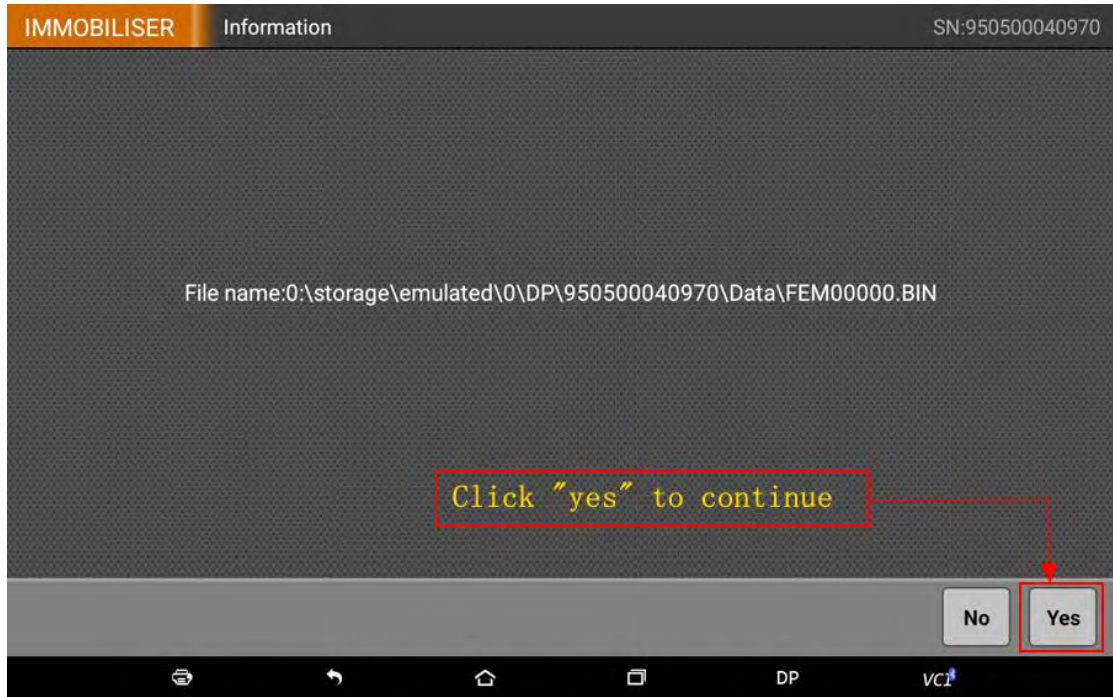 IMMOBILISER Information SN:950500040970
File name:0:\storage\emulated\0\DP\950500040970\Data\FEM00000.BIN
Click "yes" to continue
No Yes
DP VCI